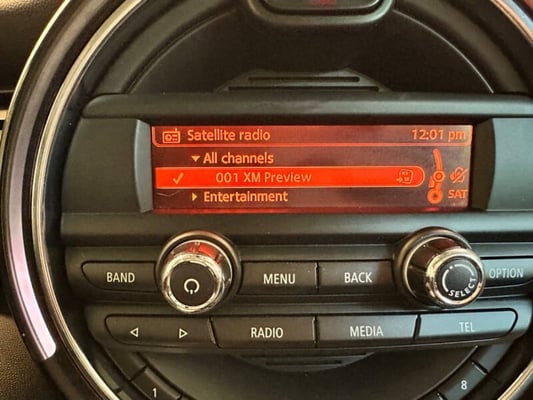 Satellite radio 12:01 pm
All channels
001 XM Preview
Entertainment SAT
BAND MENU BACK OPTION
SELECT
RADIO MEDIA TEL
1 8